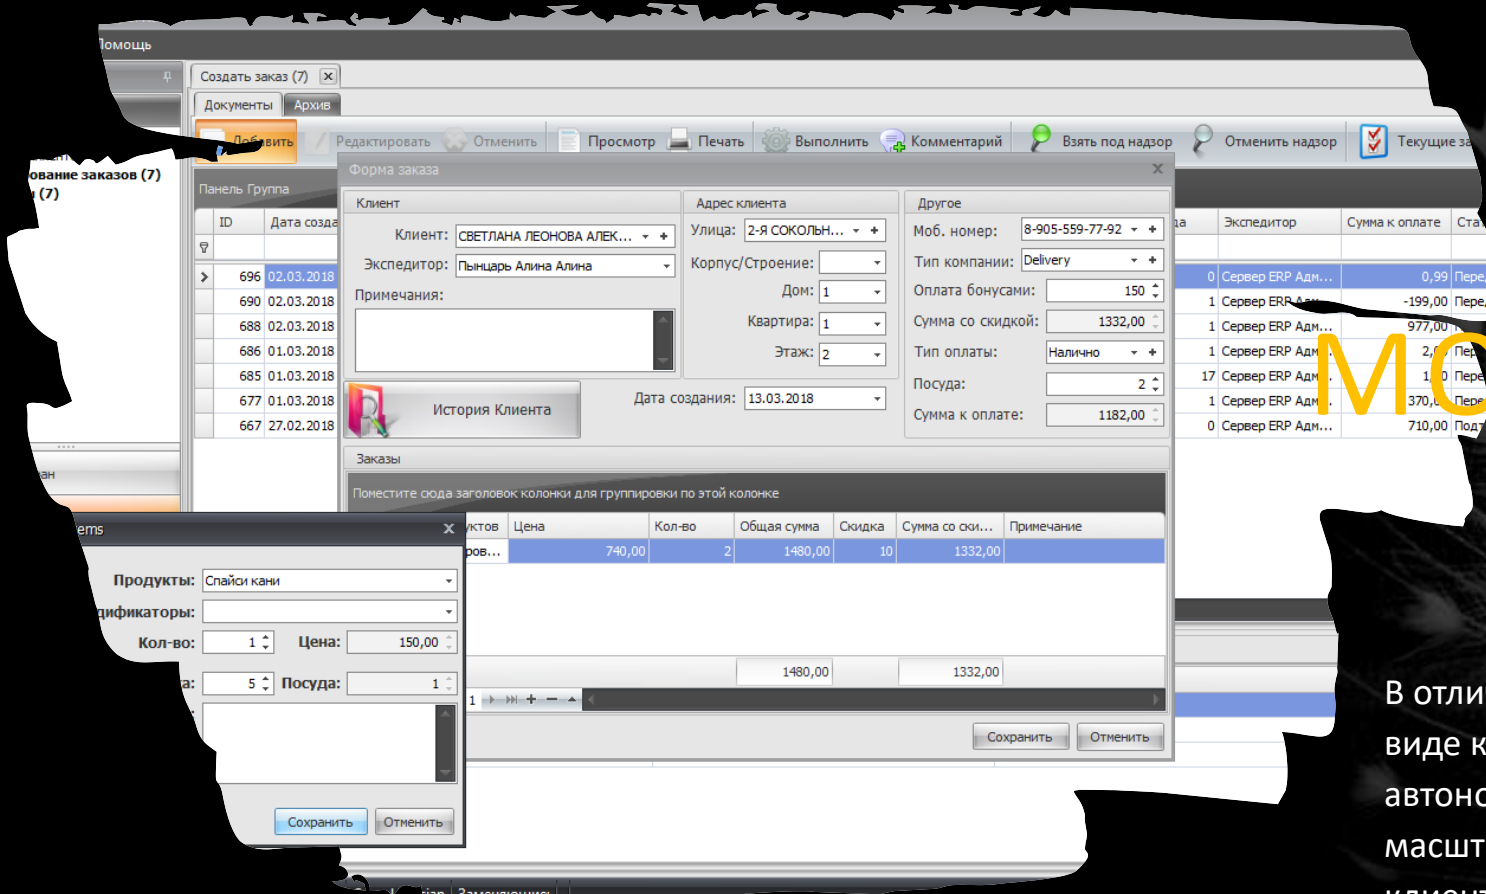 Помощь
Создать заказ (7)
Документы Архив
Добавить Редактировать Отменить Просмотр Печать Выполнить Комментарий Взять под надзор Отменить надзор Текущие
ование заказов (7)
(7)
Панель Группа
ID Дата созда
Экспедитор Сумма к оплате Стат
696 02.03.2018 0 Сервер ERP Адм... 0,99 Пере
690 02.03.2018 1 Сервер ERP -199,00 Пере
688 02.03.2018 1 Сервер ERP Адм... 977,00
686 01.03.2018 1 Сервер ERP Адм
685 01.03.2018 17 Сервер ERP Адм Пере
677 01.03.2018 1 Сервер ERP Адм 370,0 Пере
667 27.02.2018 0 Сервер ERP Адм... 710,00 Подт
Форма заказа
Клиент
Клиент: СВЕТЛАНА ЛЕОНОВА АЛЕК...
Экспедитор: Пынцарь Алина Алина
Примечания:
История Клиента
Адрес клиента
Улица: 2-Я СОКОЛЬН...
Корпус/Строение:
Дом: 1
Квартира: 1
Этаж: 2
Дата создания: 13.03.2018
Другое
Моб. номер: 8-905-559-77-92
Тип компании: Delivery
Оплата бонусами: 150
Сумма со скидкой: 1332,00
Тип оплаты: Налично
Посуда: 2
Сумма к оплате: 1182,00
Заказы
Поместите сюда заголовок колонки для группировки по этой колонке
уктов Цена Кол-во Общая сумма Скидка Сумма со ски... Примечание
ров... 740,00 2 1480,00 10 1332,00
1480,00 1332,00
1
Сохранить Отменить
ems
Продукты: Спайси кани
дификаторы:
Кол-во: 1 Цена: 150,00
а: 5 Посуда: 1
Сохранить Отменить
МО
В отли
виде к
автоно
масшт
клиент